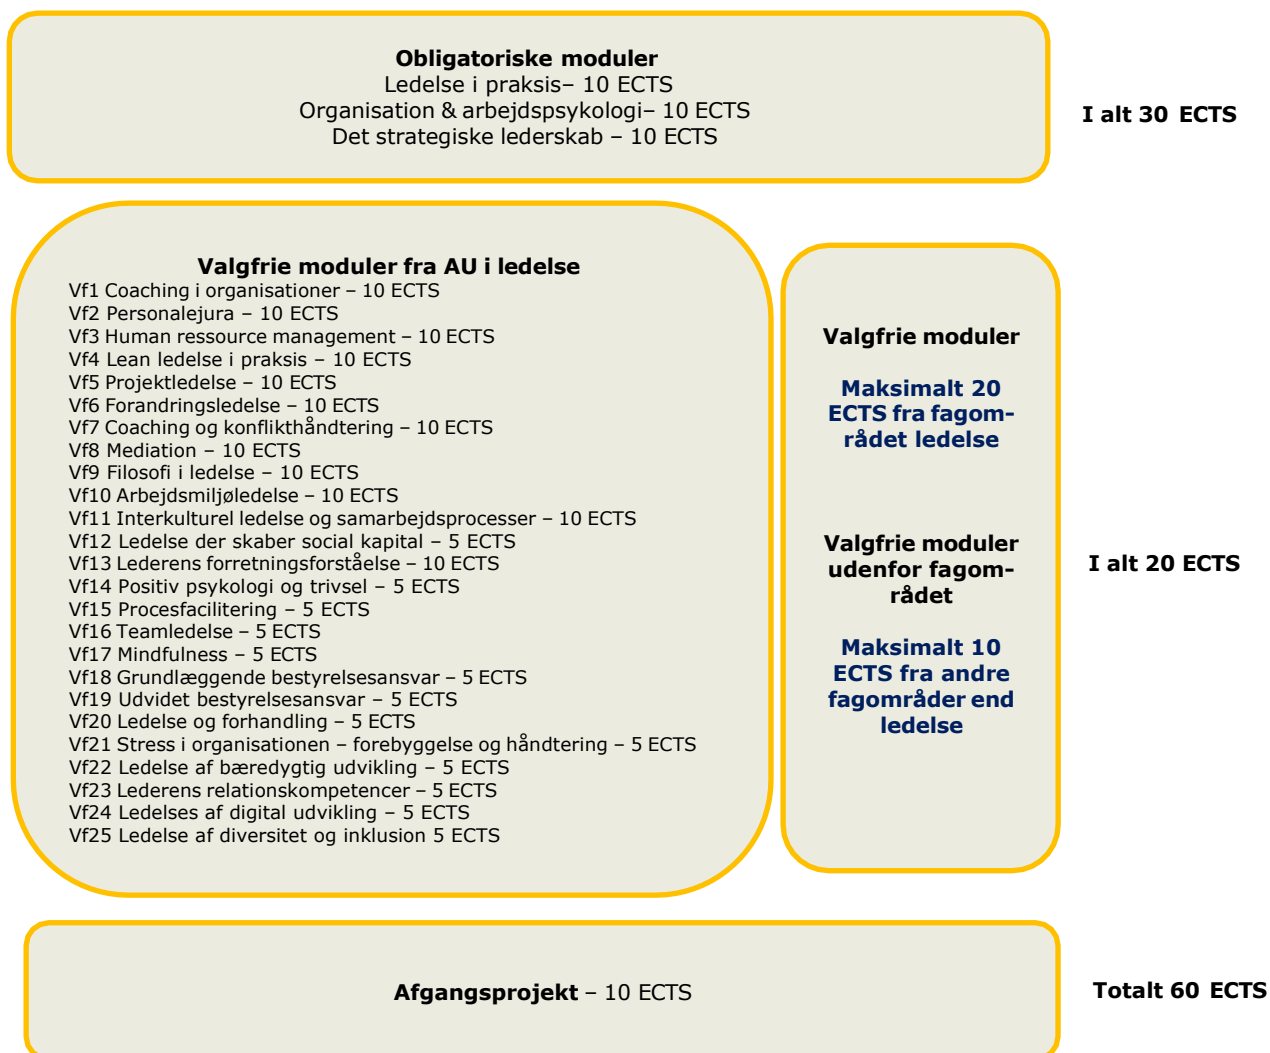 Obligatoriske moduler
Ledelse i praksis– 10 ECTS
Organisation & arbejdspsykologi– 10 ECTS
Det strategiske lederskab – 10 ECTS
I alt 30 ECTS
Valgfrie moduler fra AU i ledelse
Vf1 Coaching i organisationer – 10 ECTS
Vf2 Personalejura – 10 ECTS
Vf3 Human ressource management – 10 ECTS
Vf4 Lean ledelse i praksis – 10 ECTS
Vf5 Projektledelse – 10 ECTS
Vf6 Forandringsledelse – 10 ECTS
Vf7 Coaching og konflikthåndtering – 10 ECTS
Vf8 Mediation – 10 ECTS
Vf9 Filosofi i ledelse – 10 ECTS
Vf10 Arbejdsmiljøledelse – 10 ECTS
Vf11 Interkulturel ledelse og samarbejdsprocesser – 10 ECTS
Vf12 Ledelse der skaber social kapital – 5 ECTS
Vf13 Lederens forretningsforståelse – 10 ECTS
Vf14 Positiv psykologi og trivsel – 5 ECTS
Vf15 Procesfacilitering – 5 ECTS
Vf16 Teamledelse – 5 ECTS
Vf17 Mindfulness – 5 ECTS
Vf18 Grundlæggende bestyrelsesansvar – 5 ECTS
Vf19 Udvidet bestyrelsesansvar – 5 ECTS
Vf20 Ledelse og forhandling – 5 ECTS
Vf21 Stress i organisationen – forebyggelse og håndtering – 5 ECTS
Vf22 Ledelse af bæredygtig udvikling – 5 ECTS
Vf23 Lederens relationskompetencer – 5 ECTS
Vf24 Ledelses af digital udvikling – 5 ECTS
Vf25 Ledelse af diversitet og inklusion 5 ECTS
Valgfrie moduler
Maksimalt 20
ECTS fra fagom-
rådet ledelse
Valgfrie moduler
udenfor fagom-
rådet
Maksimalt 10
ECTS fra andre
fagområder end
ledelse
I alt 20 ECTS
Afgangsprojekt – 10 ECTS
Totalt 60 ECTS